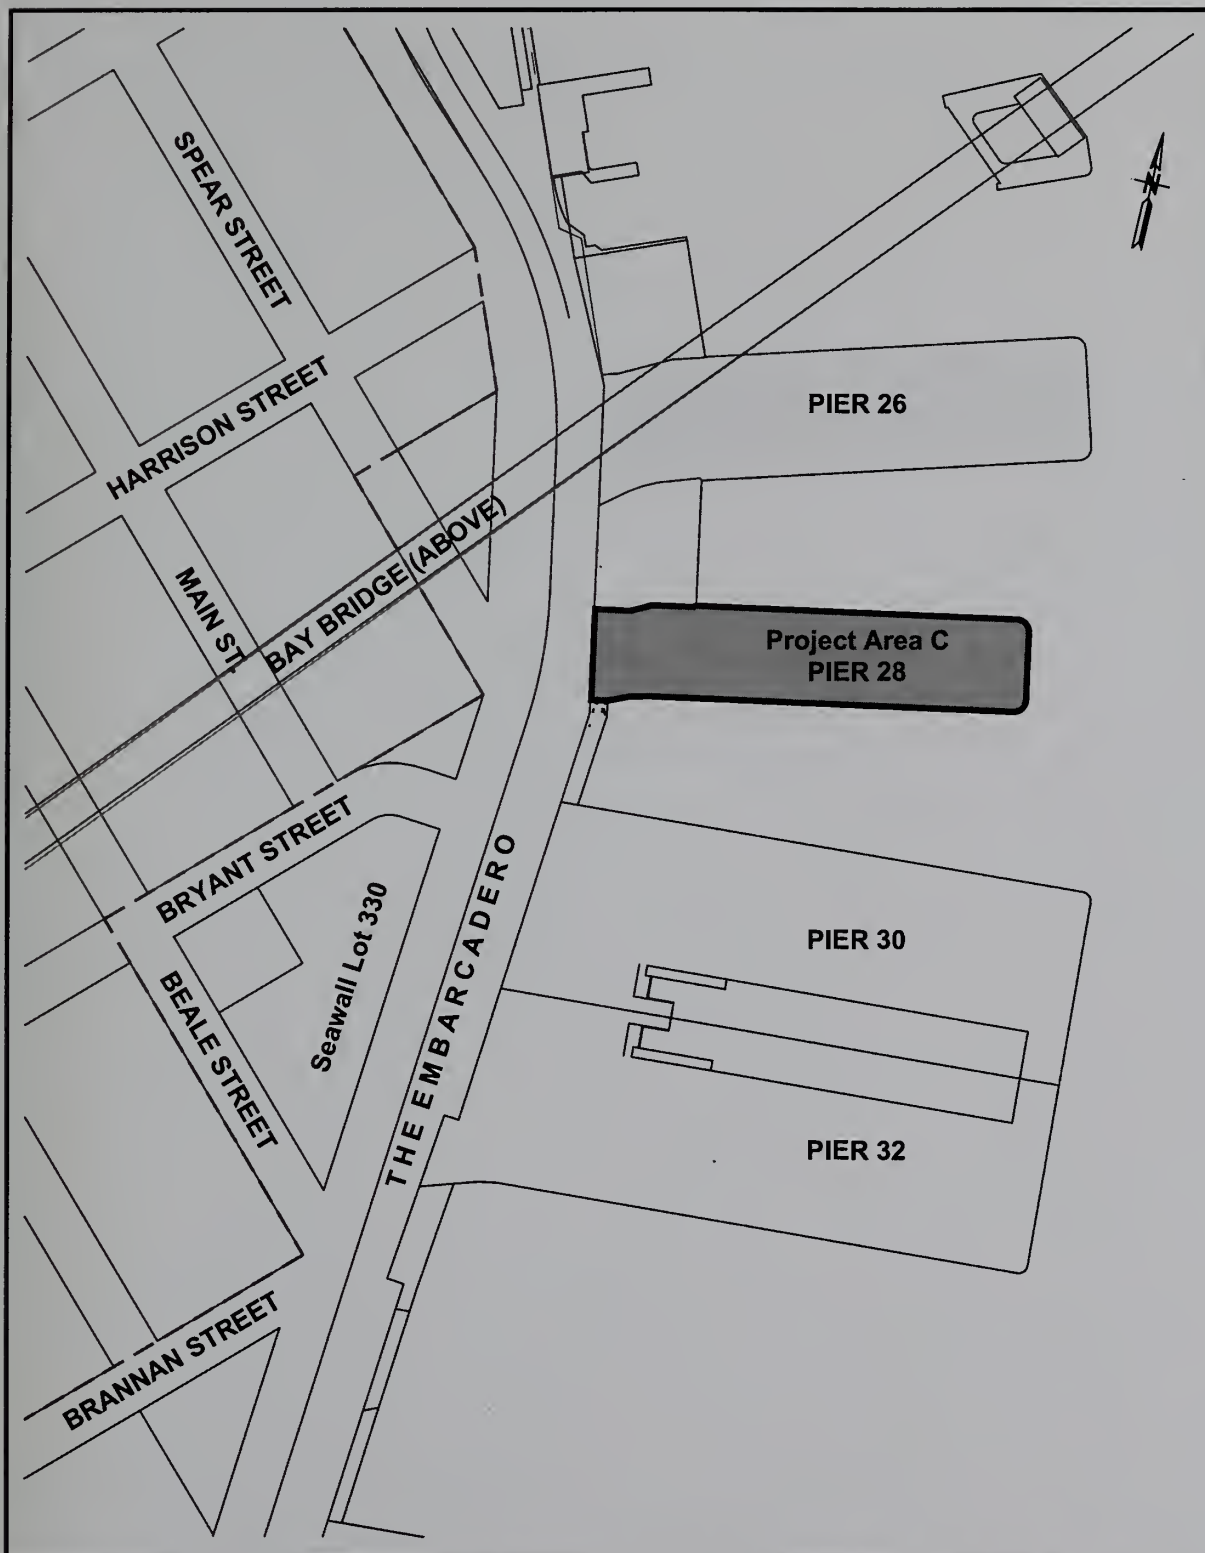 SPEAR STREET
N
HARRISON STREET
PIER 26
MAIN ST.
BAY BRIDGE (ABOVE)
Project Area C
PIER 28
BRYANT STREET
Seawall Lot 330
THE EMBARCADERO
PIER 30
BEALE STREET
PIER 32
BRANNAN STREET